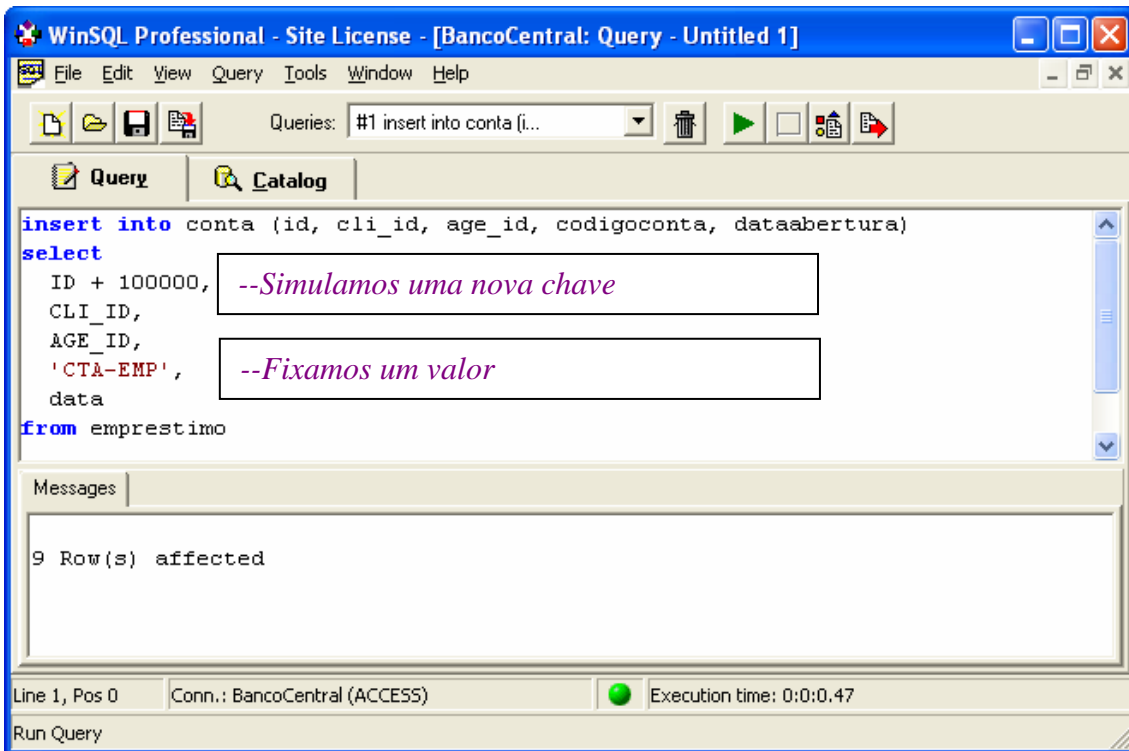 WinSQL Professional - Site License - [BancoCentral: Query - Untitled 1]
File Edit View Query Tools Window Help
Queries: #1 insert into conta (i...
Query Catalog
insert into conta (id, cli_id, age_id, codigoconta, dataabertura)
select
ID + 100000, --Simulamos uma nova chave
CLI_ID,
AGE_ID,
'CTA-EMP', --Fixamos um valor
data
from emprestimo
Messages
9 Row(s) affected
Line 1, Pos 0 Conn.: BancoCentral (ACCESS) Execution time: 0:0:0.47
Run Query